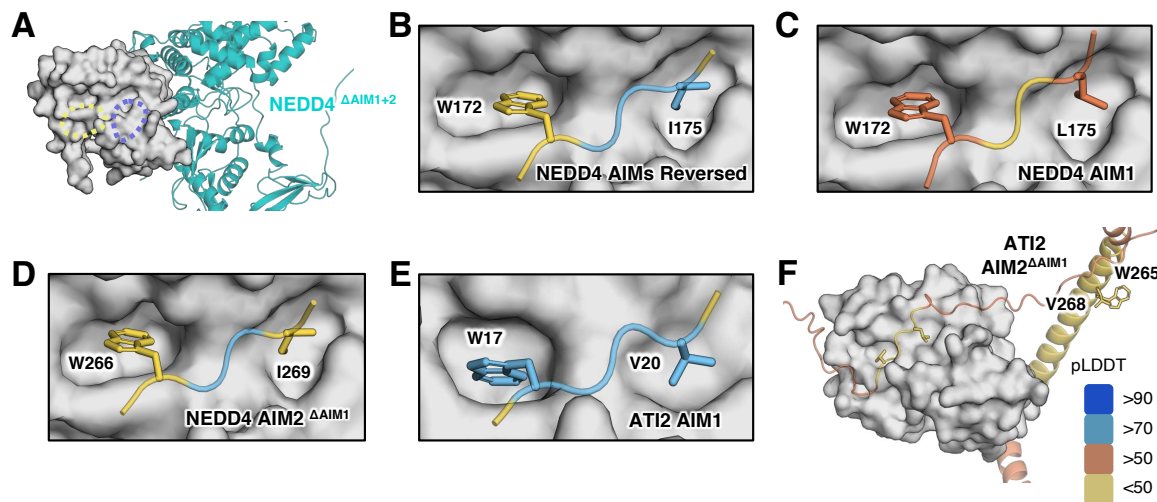 A
NEDD4 ΔAIM1+2
B
W172
I175
NEDD4 AIMs Reversed
C
W172
L175
NEDD4 AIM1
D
W266
I269
NEDD4 AIM2 ΔAIM1
E
W17
V20
ATI2 AIM1
F
ATI2
AIM2ΔAIM1
W265
V268
pLDDT
>90
>70
>50
<50